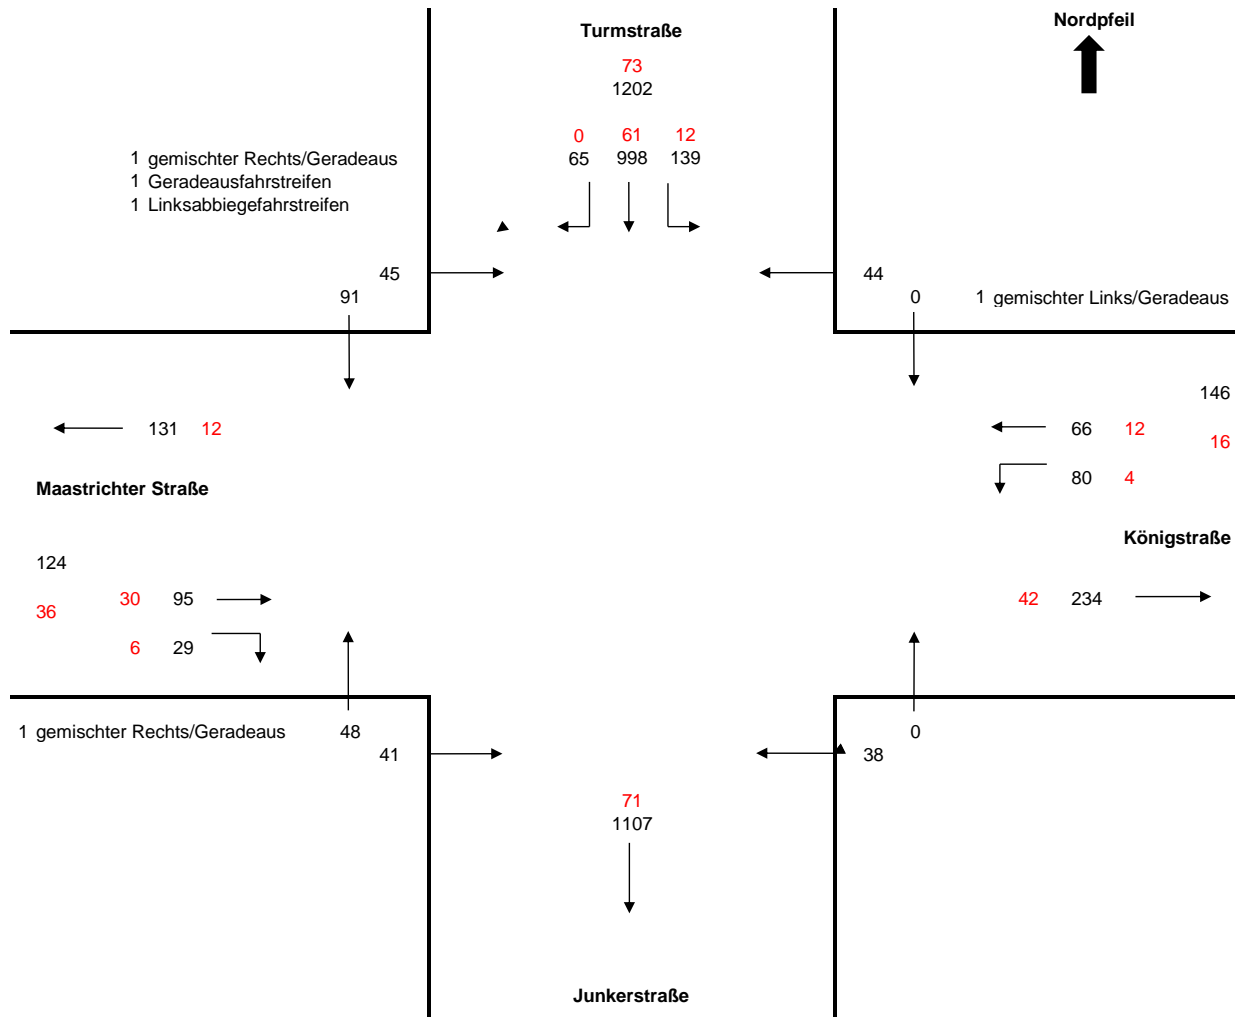 Nordpfeil
Turmstraße
73
1202
0 61 12
65 998 139
1 gemischter Rechts/Geradeaus
1 Geradeausfahrstreifen
1 Linksabbiegefahrstreifen
45
91
44
0
1 gemischter Links/Geradeaus
146
131 12
66 12
16
80 4
Maastrichter Straße
Königstraße
124
30 95
36
6 29
42 234
1 gemischter Rechts/Geradeaus
48
41
0
38
71
1107
Junkerstraße